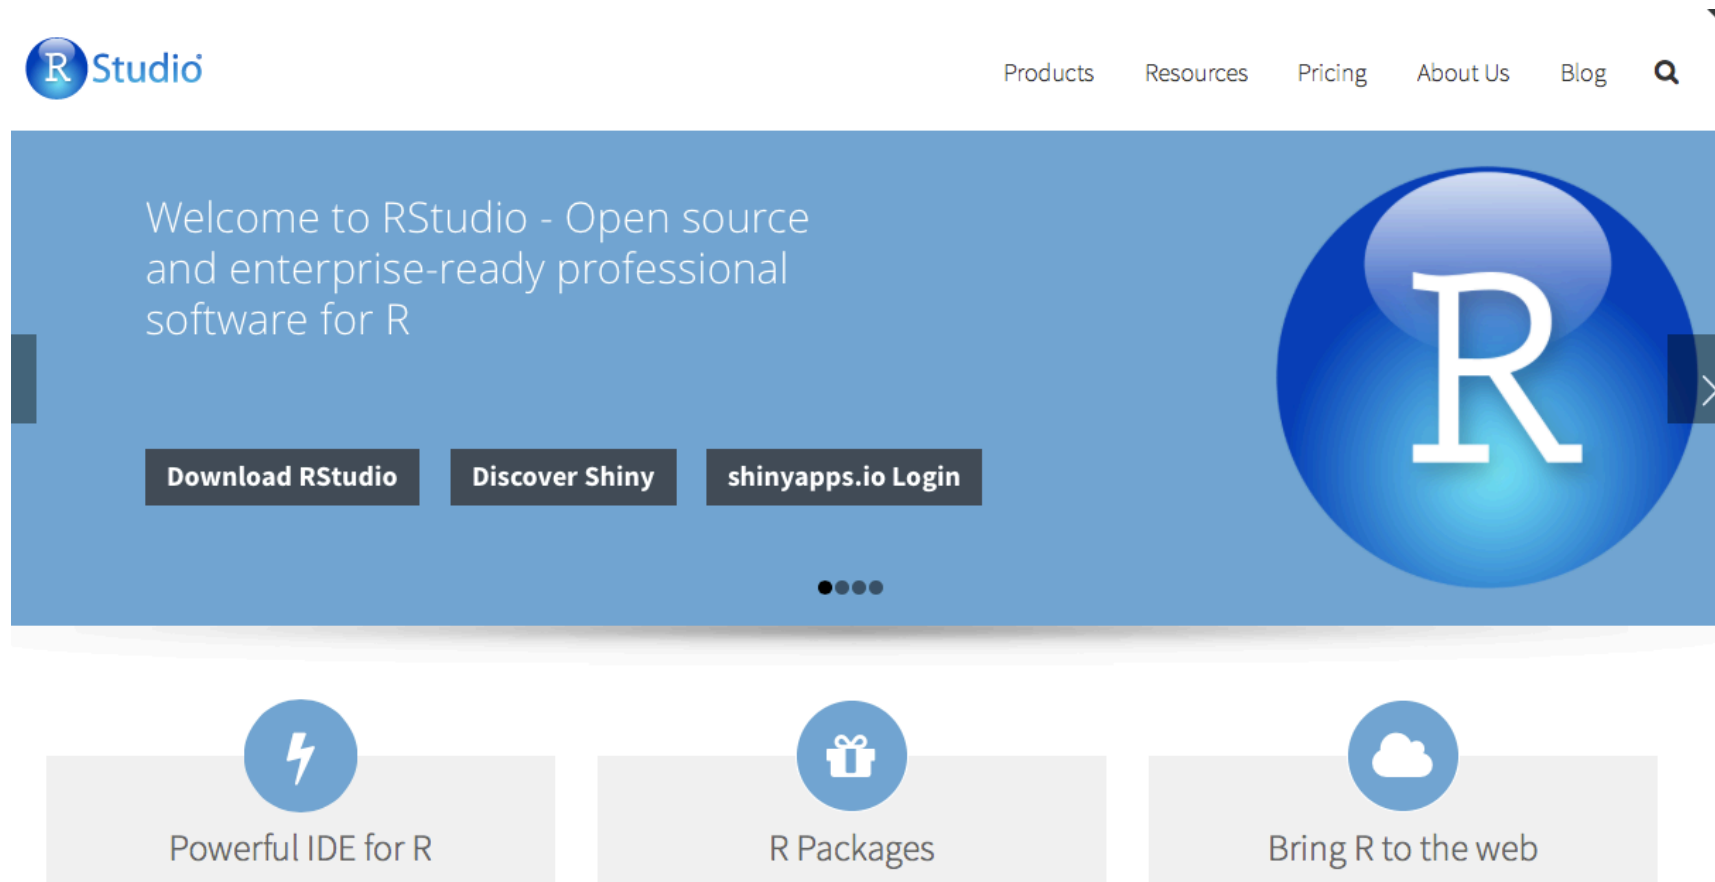 R Studio
Products Resources Pricing About Us Blog
Welcome to RStudio - Open source
and enterprise-ready professional
software for R
R
Download RStudio Discover Shiny shinyapps.io Login
Powerful IDE for R R Packages Bring R to the web